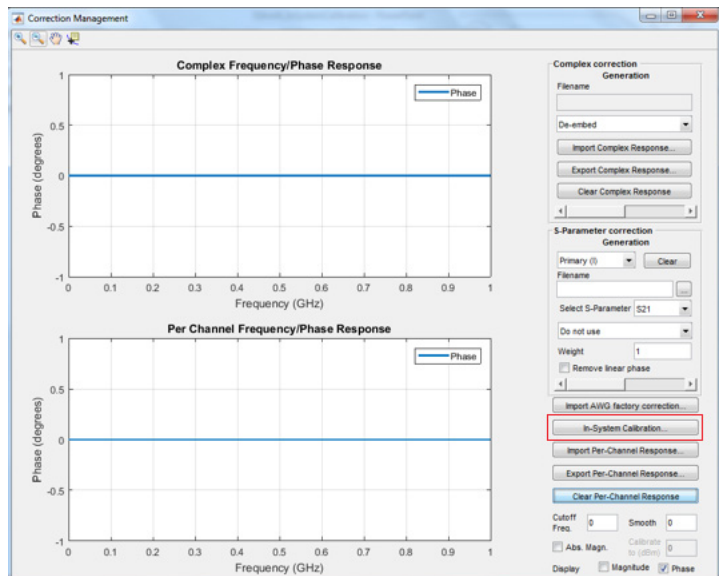 Correction Management
Complex Frequency/Phase Response
Phase
1
0.5
0
-0.5
-1
Phase (degrees)
0 0.1 0.2 0.3 0.4 0.5 0.6 0.7 0.8 0.9 1
Frequency (GHz)
Per Channel Frequency/Phase Response
Phase
1
0.5
0
-0.5
-1
Phase (degrees)
0 0.1 0.2 0.3 0.4 0.5 0.6 0.7 0.8 0.9 1
Frequency (GHz)
Complex correction
Generation
Filename
De-embed
Import Complex Response...
Export Complex Response...
Clear Complex Response
S-Parameter correction
Generation
Primary (I) Clear
Filename
...
Select S-Parameter S21
Do not use
Weight 1
Remove linear phase
Import AWG factory correction...
In-System Calibration...
Import Per-Channel Response...
Export Per-Channel Response...
Clear Per-Channel Response
Cutoff Freq. 0 Smooth 0
Abs. Magn. Calibrate to (dBm) 0
Display Magnitude Phase